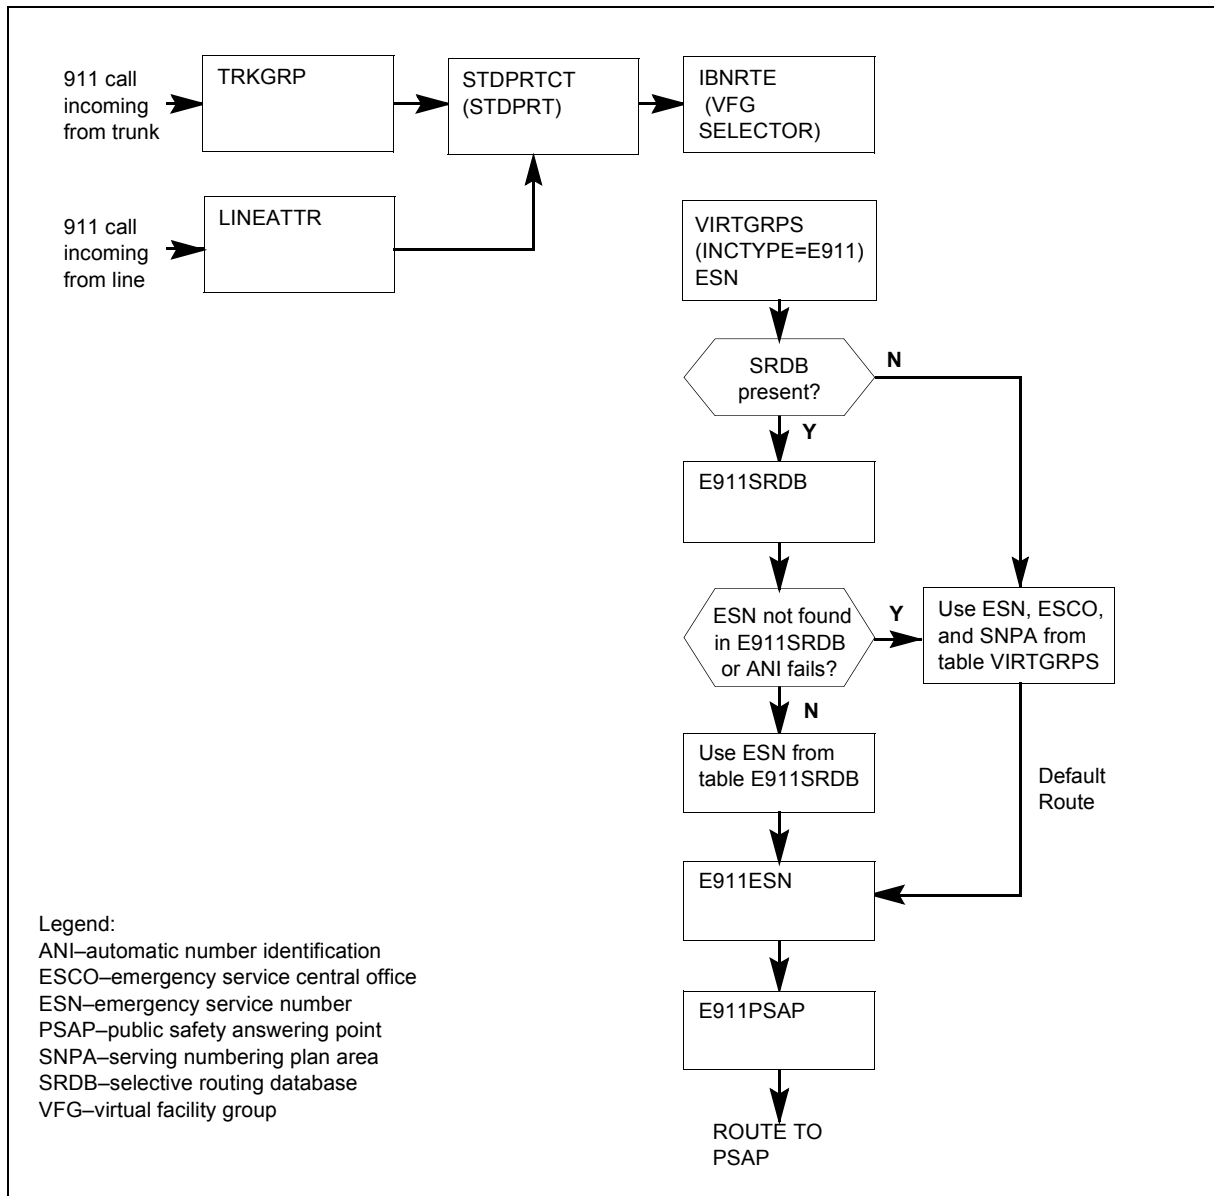 911 call
incoming
from trunk
TRKGRP
STDPRTCT
(STDPRT)
IBNRTE
(VFG
SELECTOR)
911 call
incoming
from line
LINEATTR
VIRTGRPS
(INCTYPE=E911)
ESN
SRDB
present?
N
Y
E911SRDB
ESN not found
in E911SRDB
or ANI fails?
Y
Use ESN, ESCO,
and SNPA from
table VIRTGRPS
N
Use ESN from
table E911SRDB
Default
Route
E911ESN
E911PSAP
ROUTE TO
PSAP
Legend:
ANI–automatic number identification
ESCO–emergency service central office
ESN–emergency service number
PSAP–public safety answering point
SNPA–serving numbering plan area
SRDB–selective routing database
VFG–virtual facility group